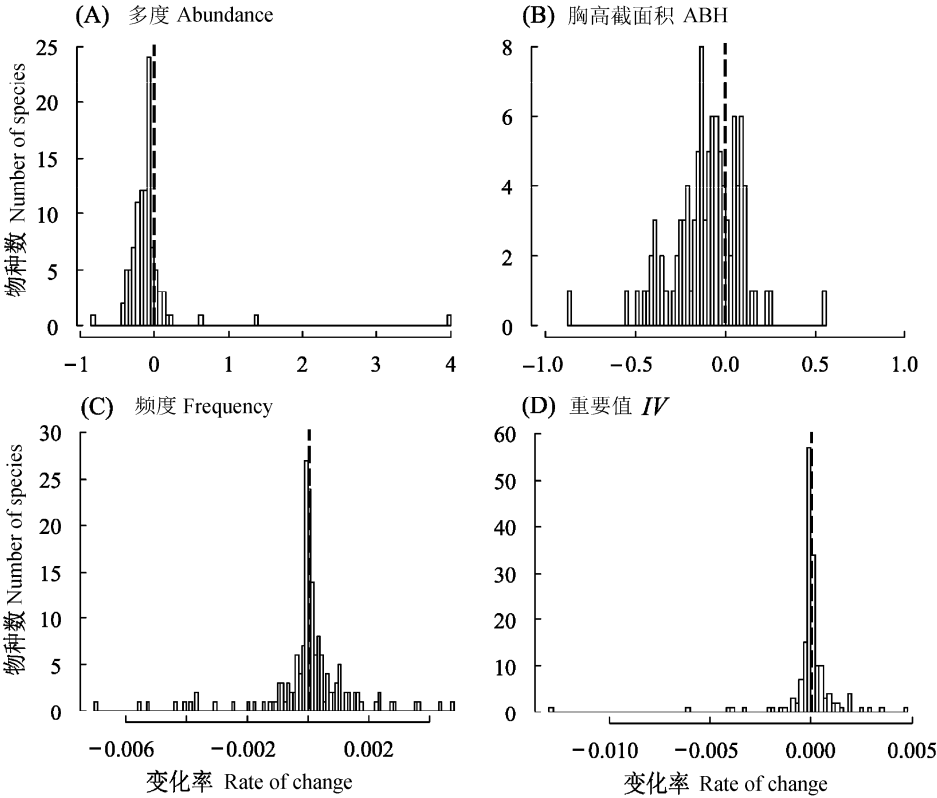 (A) 多度 Abundance
(B) 胸高截面积 ABH
物种数 Number of species
25
20
15
10
5
0
−1 0 1 2 3 4
8
6
4
2
0
−1.0 −0.5 0.0 0.5 1.0
(C) 频度 Frequency
(D) 重要值 IV
物种数 Number of species
30
25
20
15
10
5
0
−0.006 −0.002 0.002
变化率 Rate of change
60
50
40
30
20
10
0
−0.010 −0.005 0.000 0.005
变化率 Rate of change